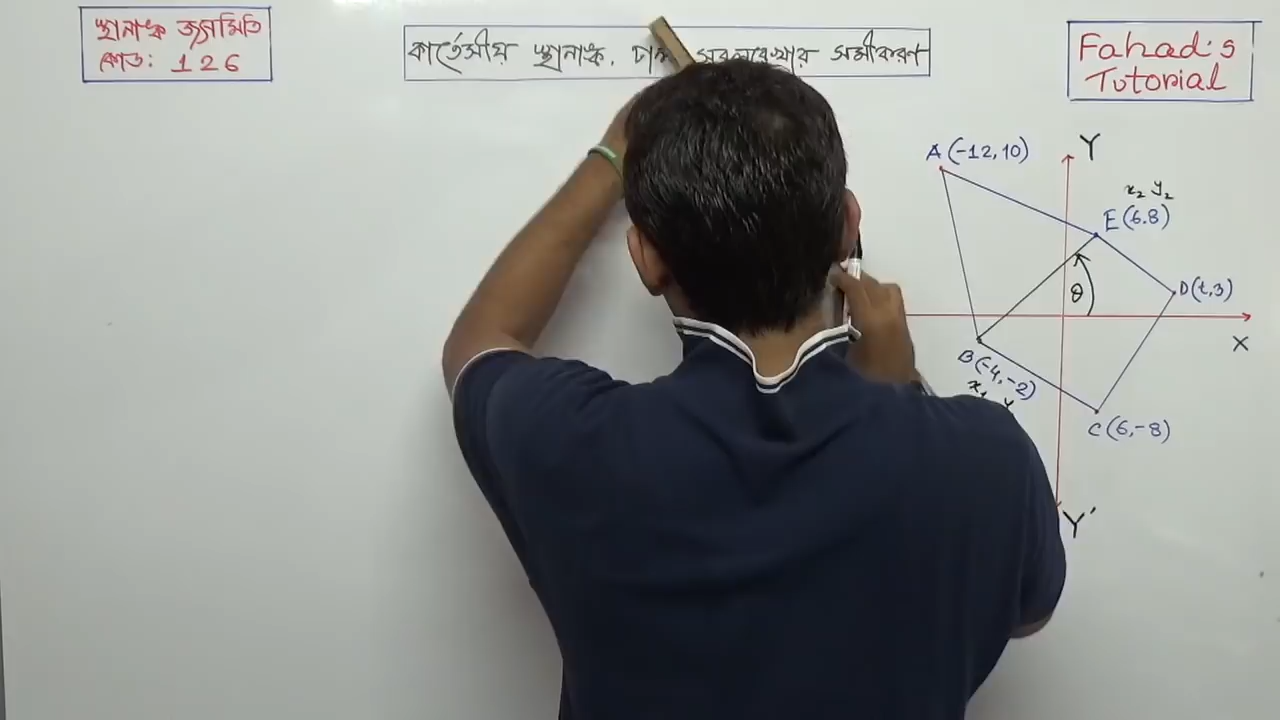 স্থানাঙ্ক জ্যামিতি
কোড: 126
কার্তেসীয় স্থানাঙ্ক, সরলরেখার সমীকরণ
Fahad's
Tutorial
Y
A(-12,10)
x₂ y₂
E(6.8)
θ
D(t,3)
X
B(-4,-2)
C(6,-8)
Y'